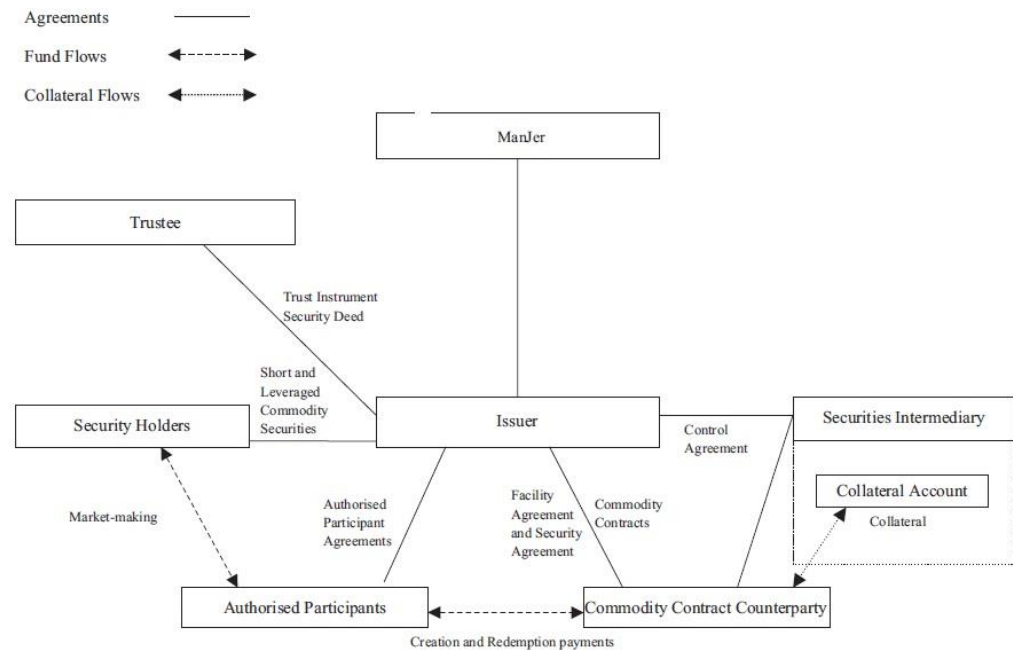 Agreements
Fund Flows
Collateral Flows
ManJer
Trustee
Trust Instrument
Security Deed
Short and
Leveraged
Commodity
Securities
Security Holders
Issuer
Control
Agreement
Securities Intermediary
Collateral Account
Collateral
Market-making
Authorised
Participant
Agreements
Facility
Agreement
and Security
Agreement
Commodity
Contracts
Authorised Participants
Commodity Contract Counterparty
Creation and Redemption payments